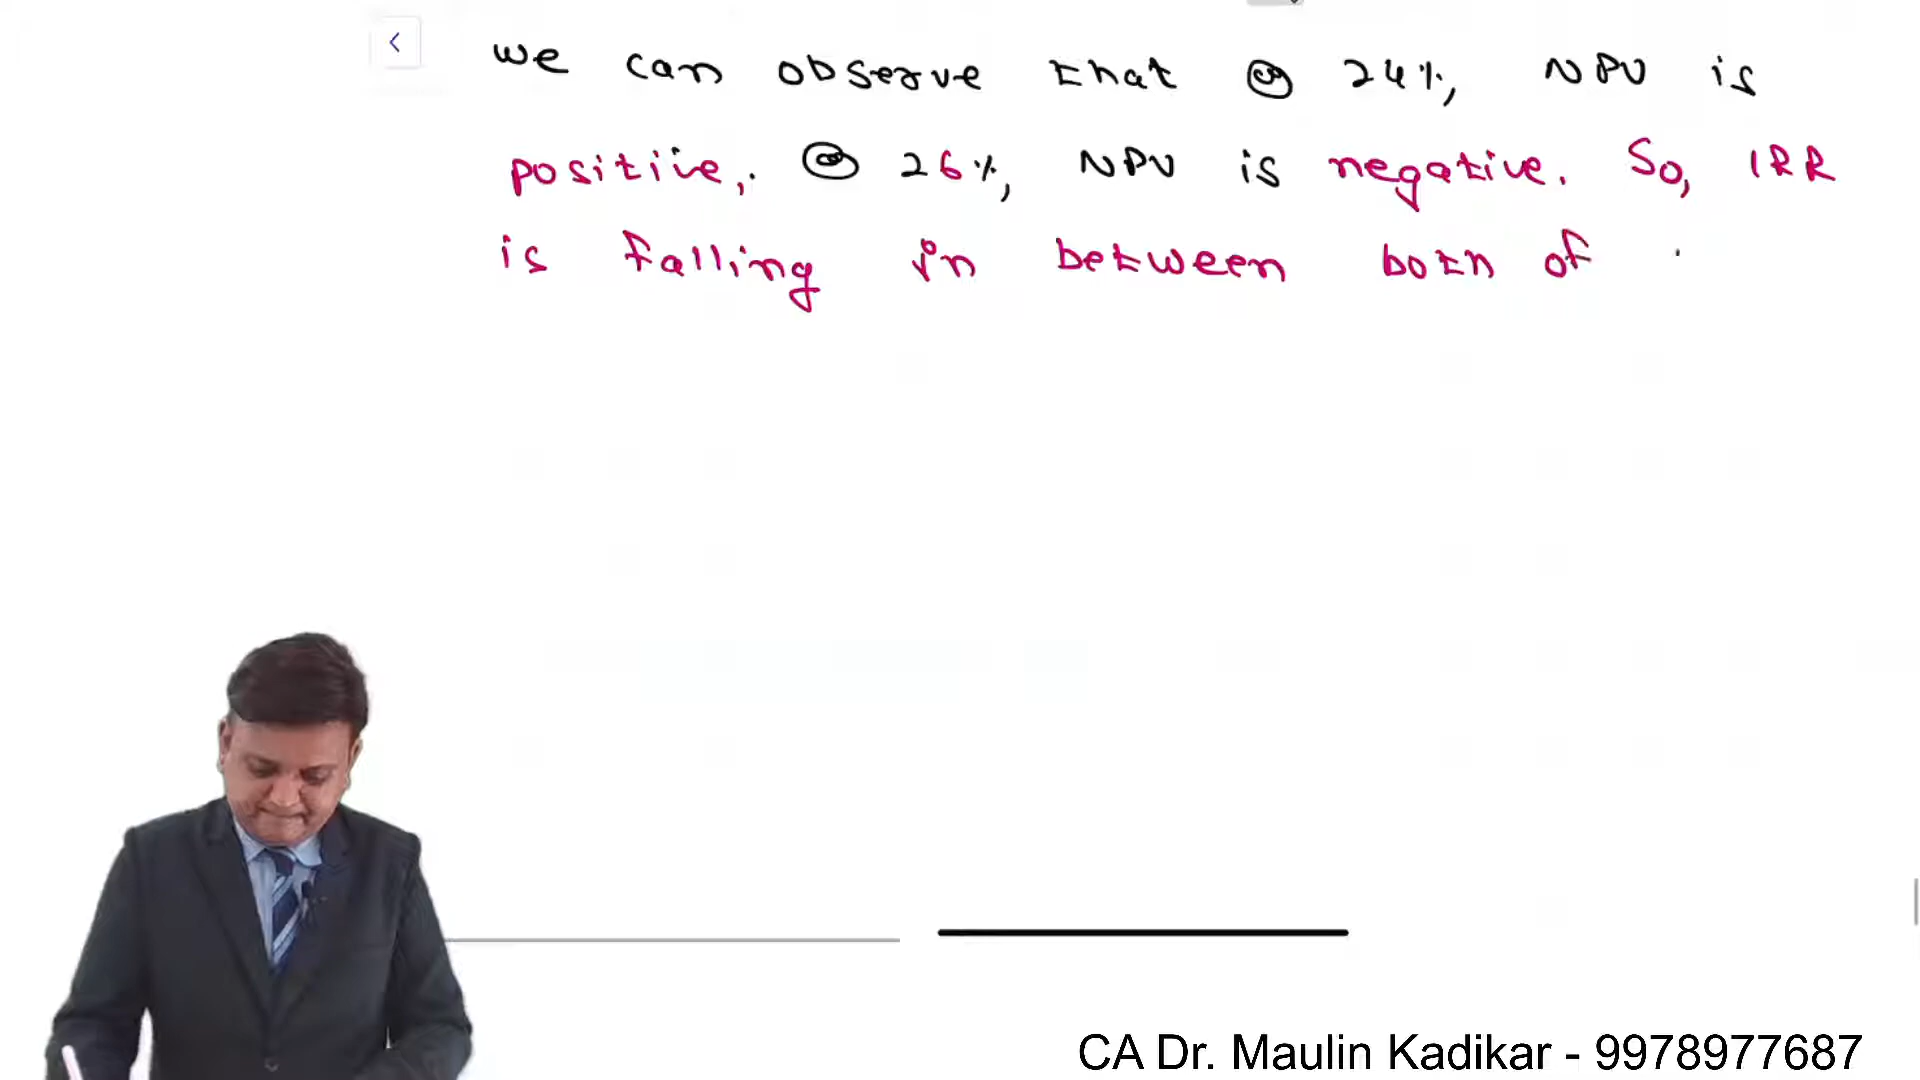 we can observe that @ 24%, NPV is
positive,. @ 26%, NPV is negative. So, IRR
is falling in between both of
CA Dr. Maulin Kadikar - 9978977687